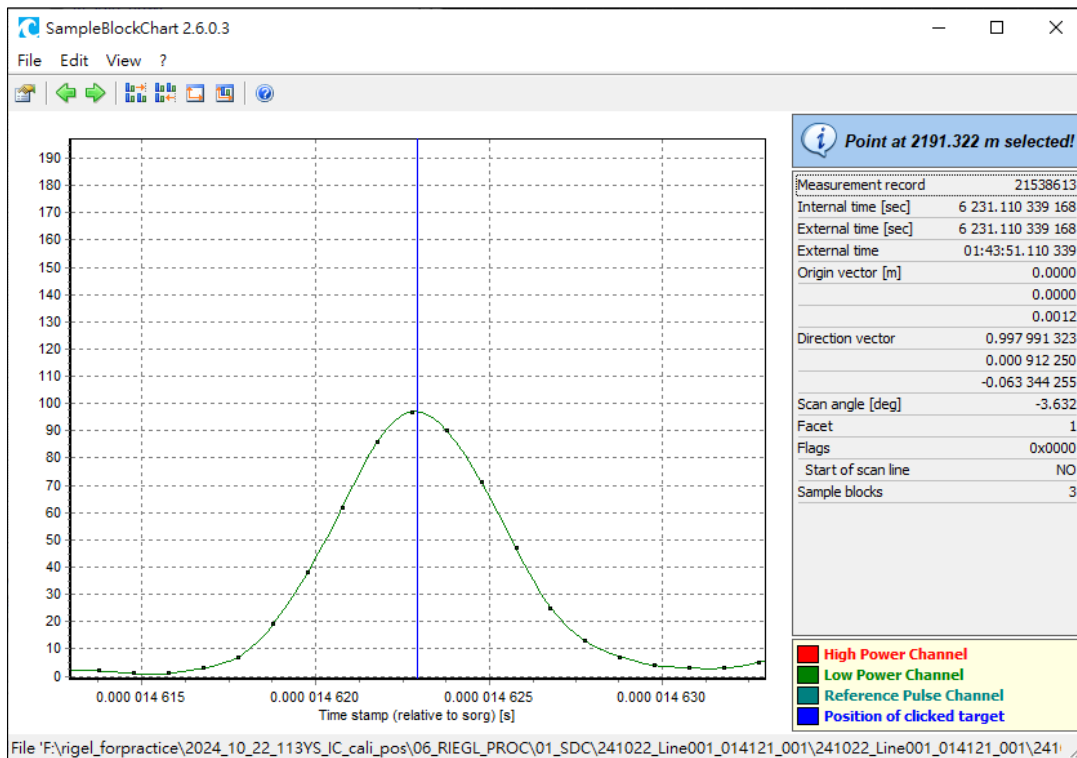 SampleBlockChart 2.6.0.3
File Edit View ?
190
180
170
160
150
140
130
120
110
100
90
80
70
60
50
40
30
20
10
0
0.000 014.615 0.000 014.620 0.000 014.625 0.000 014.630
Time stamp (relative to sorg) [s]
Point at 2191.322 m selected!
Measurement record 21538613
Internal time [sec] 6 231.110 339 168
External time [sec] 6 231.110 339 168
External time 01:43:51.110 339
Origin vector [m] 0.0000
0.0000
0.0012
Direction vector 0.997 991 323
0.000 912 250
-0.063 344 255
Scan angle [deg] -3.632
Facet 1
Flags 0x0000
Start of scan line NO
Sample blocks 3
High Power Channel
Low Power Channel
Reference Pulse Channel
Position of clicked target
File 'F:\rigel_forpractice\2024_10_22_113YS_IC_cali_pos\06_RIEGL_PROC\01_SDC\241022_Line001_014121_001\241022_Line001_014121_001\241